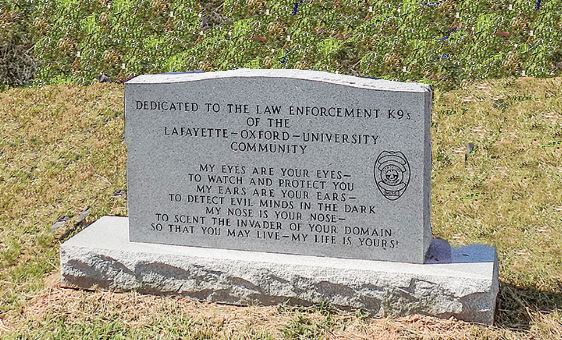 DEDICATED TO THE LAW ENFORCEMENT K9s
OF THE
LAFAYETTE-OXFORD-UNIVERSITY
COMMUNITY
MY EYES ARE YOUR EYES-
TO WATCH AND PROTECT YOU
MY EARS ARE YOUR EARS-
TO DETECT EVIL MINDS IN THE DARK
MY NOSE IS YOUR NOSE-
TO SCENT THE INVADER OF YOUR DOMAIN
SO THAT YOU MAY LIVE-MY LIFE IS YOURS!